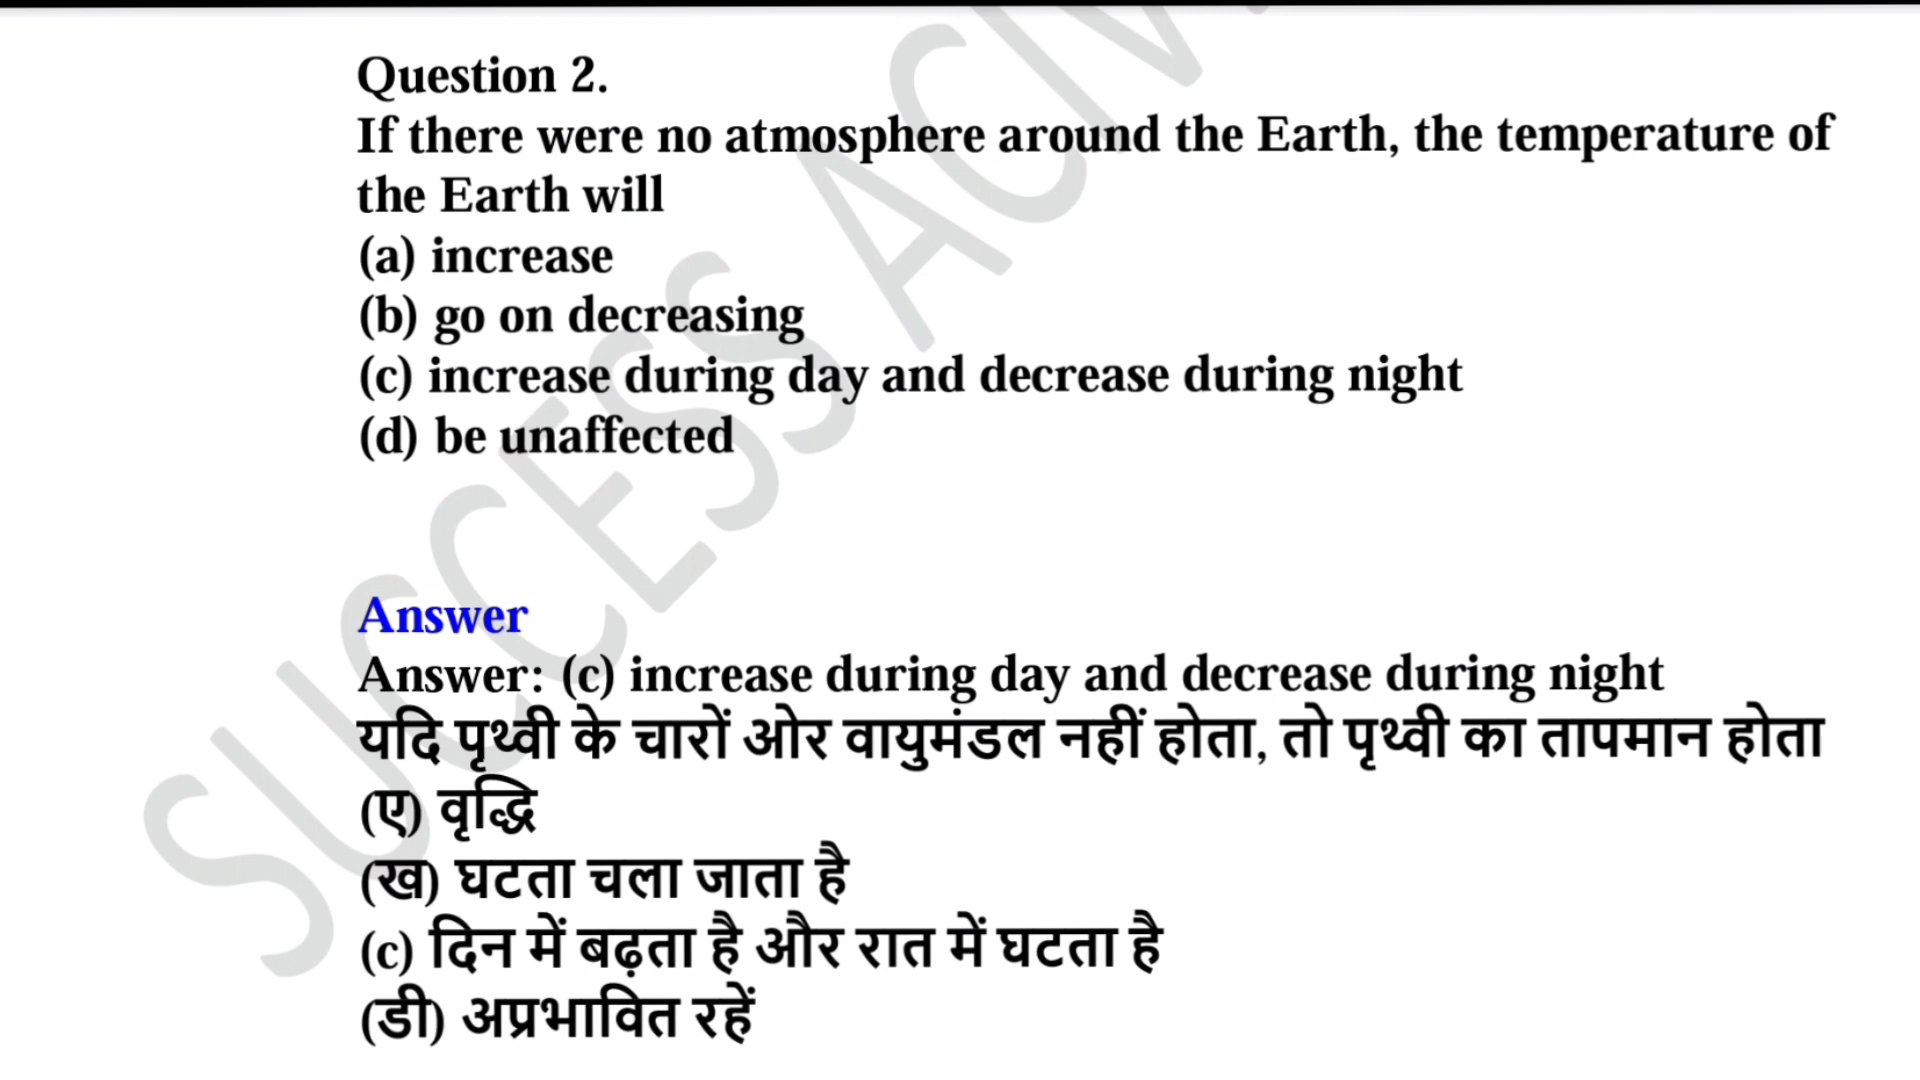 Question 2.
If there were no atmosphere around the Earth, the temperature of
the Earth will
(a) increase
(b) go on decreasing
(c) increase during day and decrease during night
(d) be unaffected
Answer
Answer: (c) increase during day and decrease during night
यदि पृथ्वी के चारों ओर वायुमंडल नहीं होता, तो पृथ्वी का तापमान होता
(ए) वृद्धि
(ख) घटता चला जाता है
(c) दिन में बढ़ता है और रात में घटता है
(डी) अप्रभावित रहें
SUCCESS